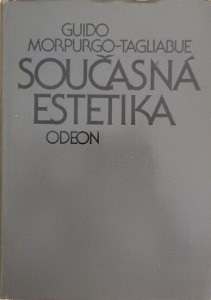 GUIDO
MORPURGO-TAGLIABUE
SOUČASNÁ
ESTETIKA
ODEON